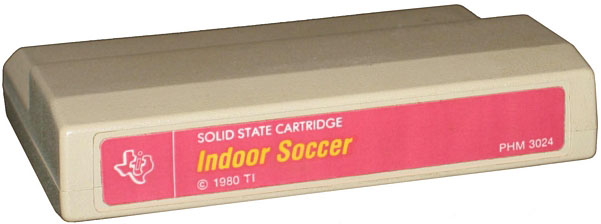 SOLID STATE CARTRIDGE
Indoor Soccer
© 1980 TI
PHM 3024